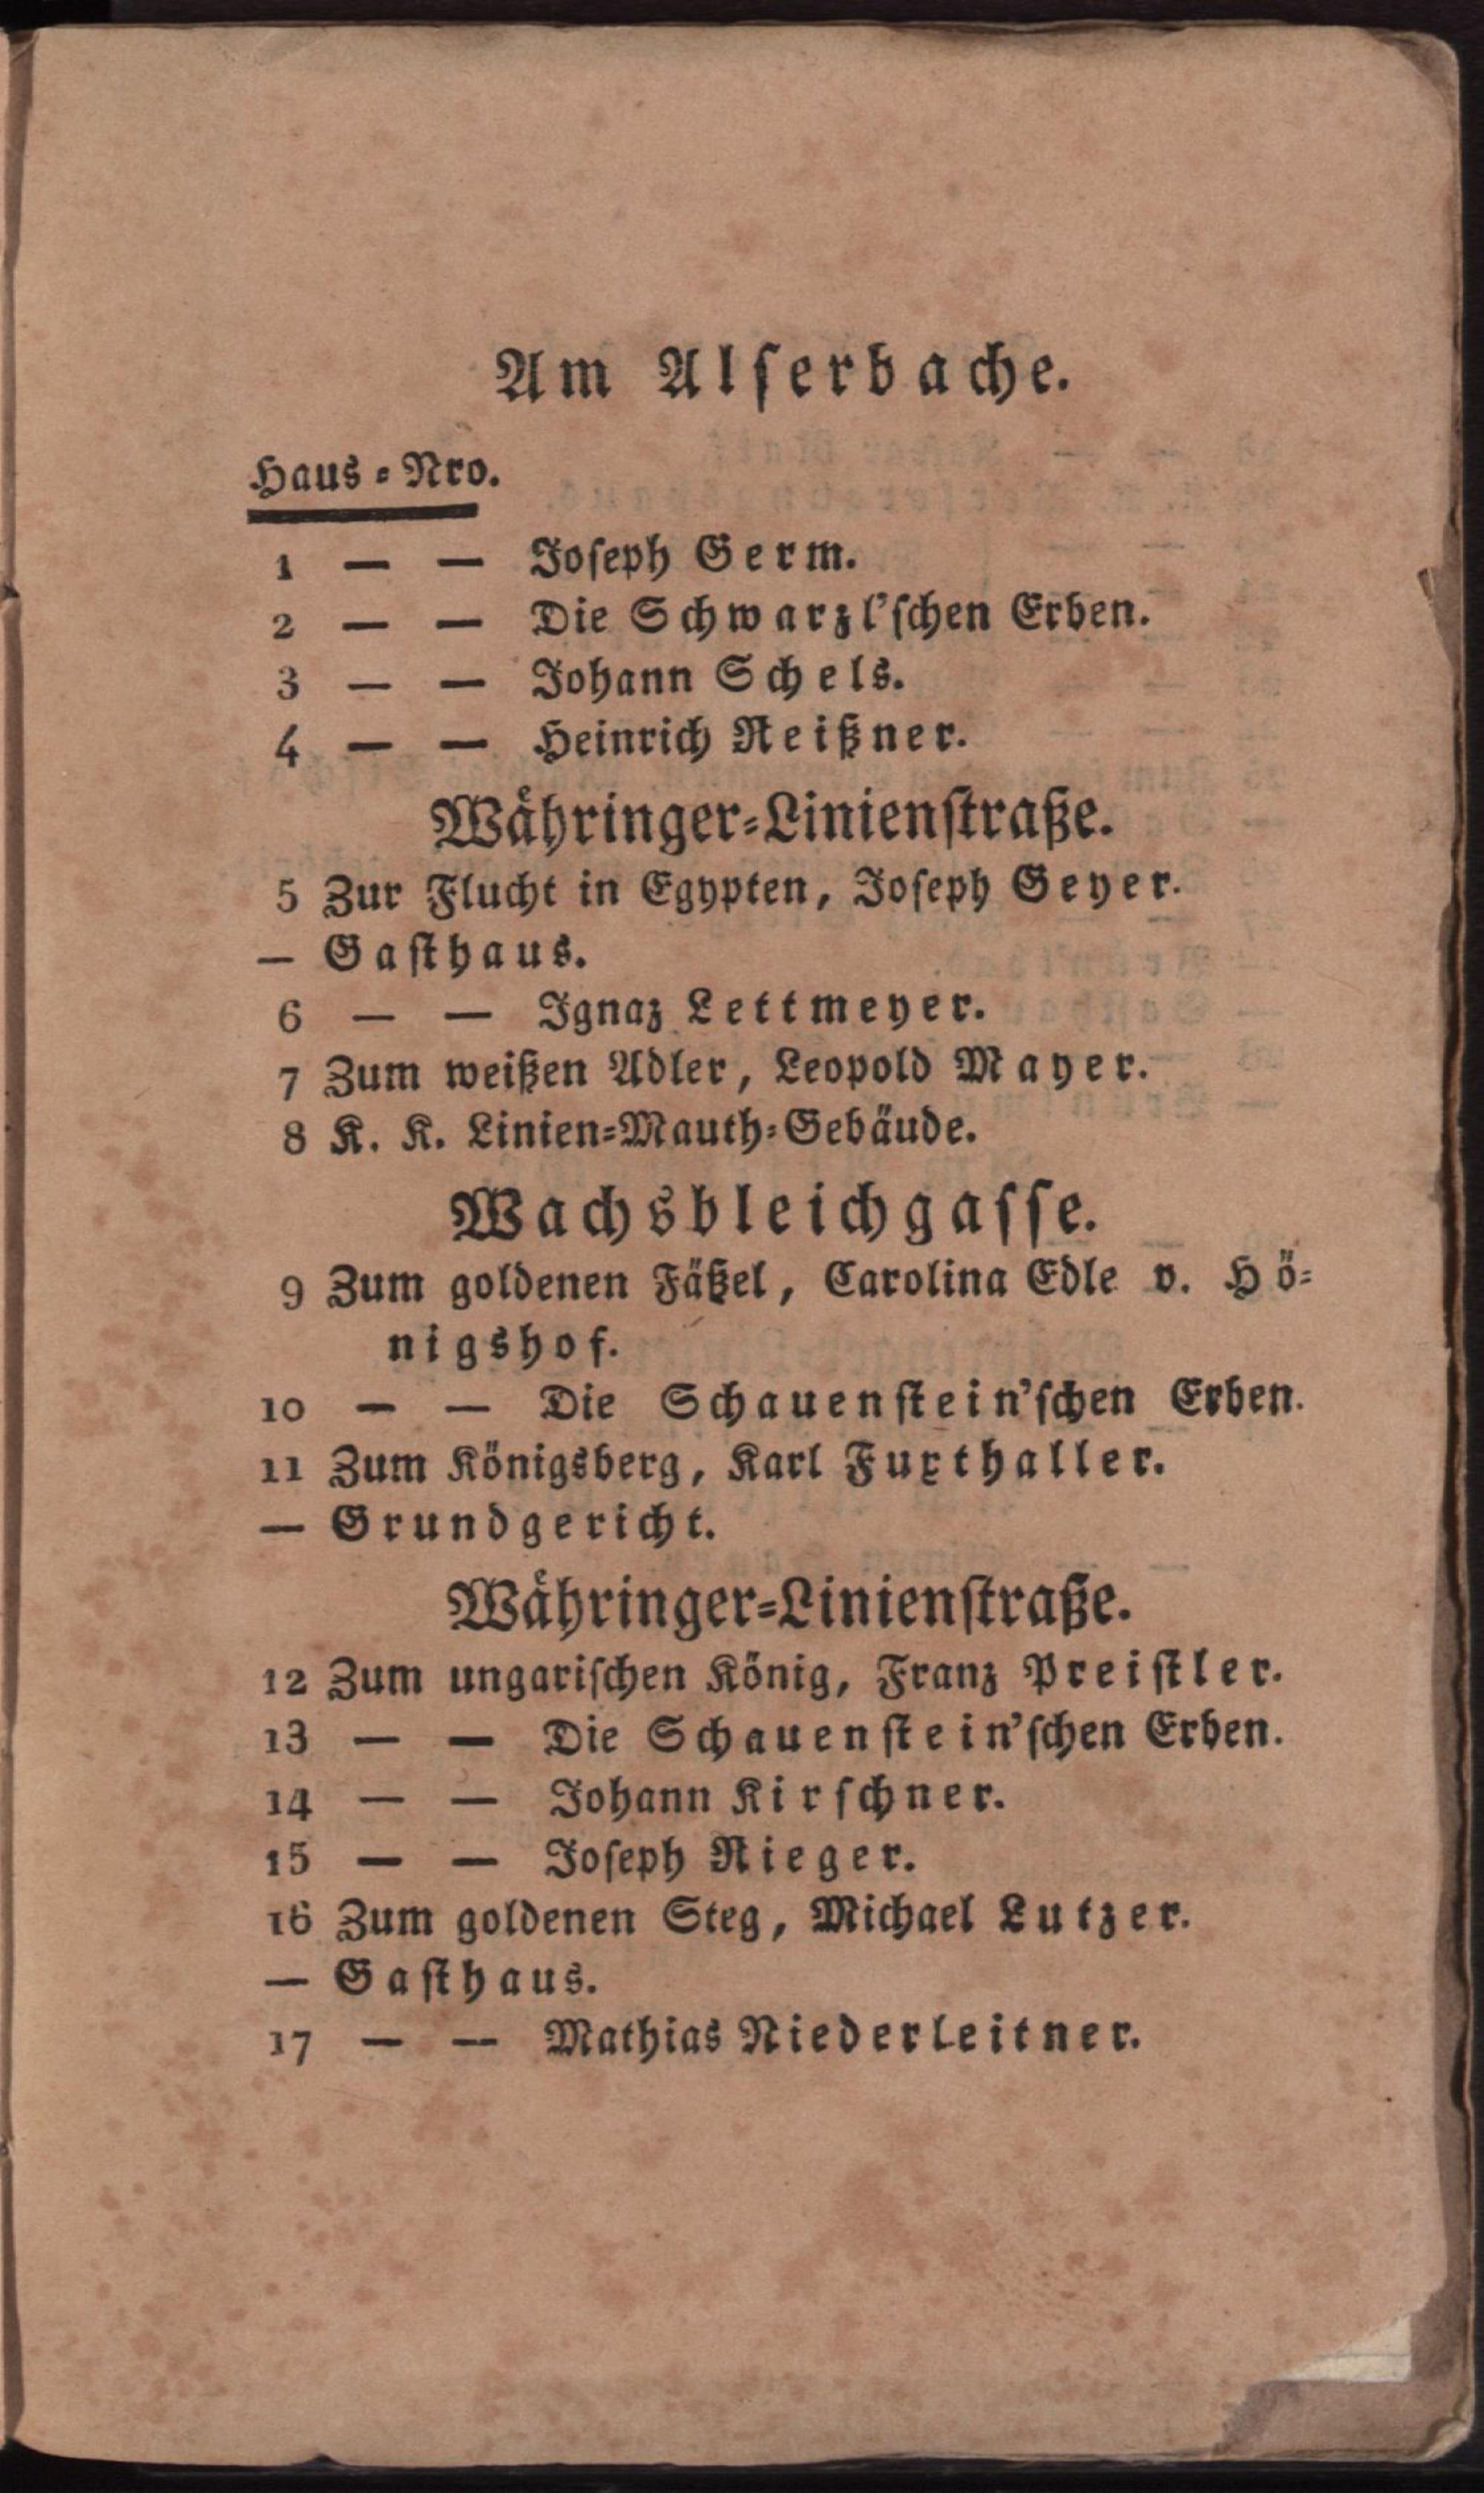 Am Alserbache.
Haus-Nro.
1 — — Joseph Germ.
2 — — Die Schwarzl'schen Erben.
3 — — Johann Schels.
4 — — Heinrich Reißner.
Währinger-Linienstraße.
5 Zur Flucht in Egypten, Joseph Geyer.
— Gasthaus.
6 — — Ignaz Lettmeyer.
7 Zum weißen Adler, Leopold Mayer.
8 K. K. Linien-Mauth-Gebäude.
Wachsbleichgasse.
9 Zum goldenen Fäßel, Carolina Edle v. Hö-
nigshof.
10 — — Die Schauenstein'schen Erben.
11 Zum Königsberg, Karl Furthaller.
— Grundgericht.
Währinger-Linienstraße.
12 Zum ungarischen König, Franz Preistler.
13 — — Die Schauenstein'schen Erben.
14 — — Johann Kirschner.
15 — — Joseph Rieger.
16 Zum goldenen Steg, Michael Lutzer.
— Gasthaus.
17 — — Mathias Niederleitner.